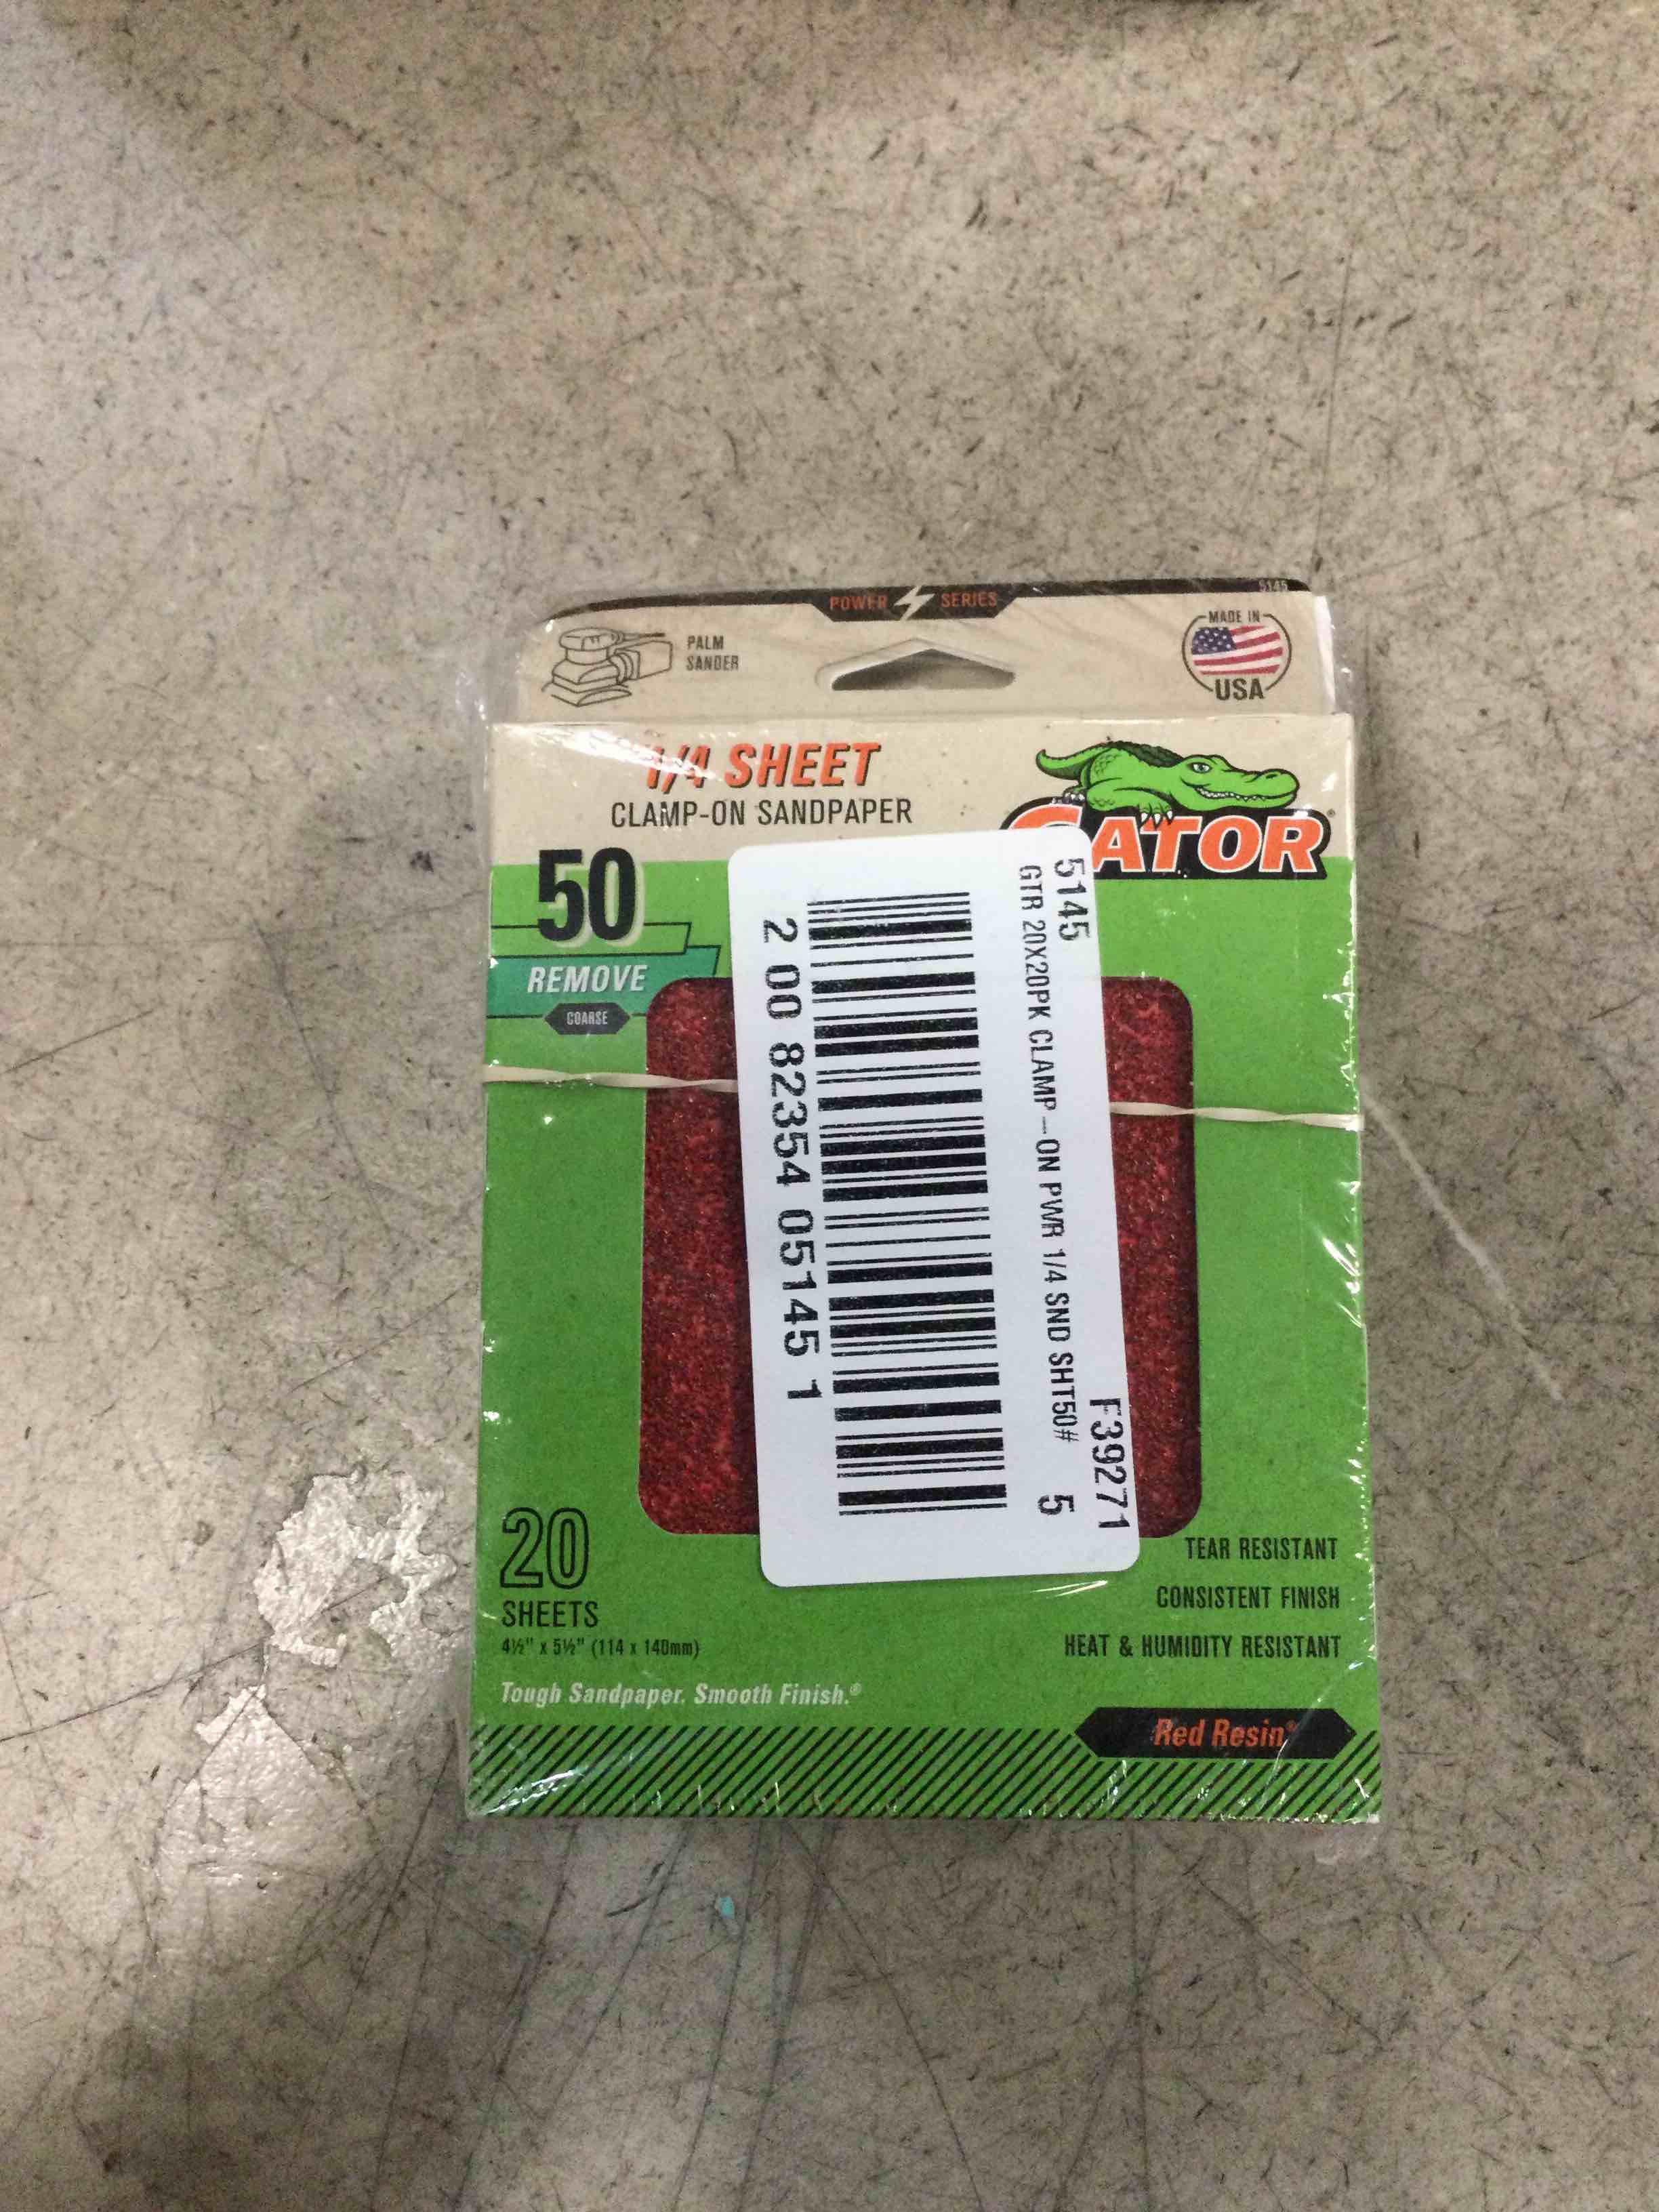 POWER SERIES
5145
PALM
SANDER
MADE IN
USA
1/4 SHEET
CLAMP-ON SANDPAPER
GATOR®
50
REMOVE
COARSE
5145
GTR 20X20PK CLAMP-ON PWR 1/4 SND SHT50# 5
F39271
2 00 82354 05145 1
20
SHEETS
4½" x 5½" (114 x 140mm)
Tough Sandpaper. Smooth Finish.®
TEAR RESISTANT
CONSISTENT FINISH
HEAT & HUMIDITY RESISTANT
Red Resin®